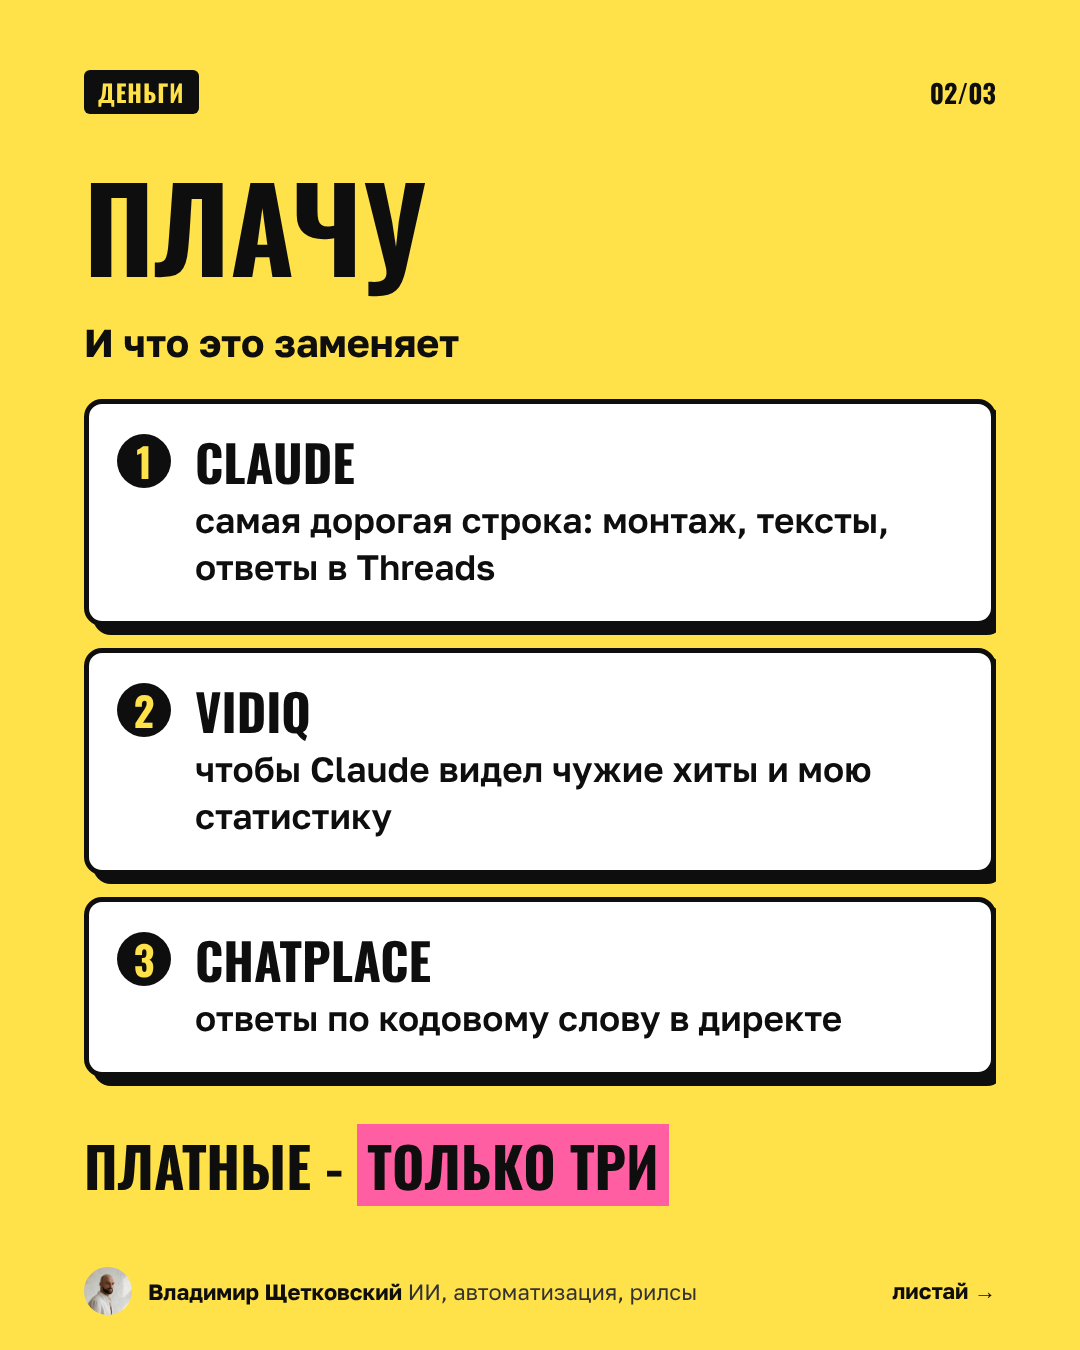 ДЕНЬГИ
02/03
ПЛАЧУ
И что это заменяет
1 CLAUDE
самая дорогая строка: монтаж, тексты,
ответы в Threads
2 VIDIQ
чтобы Claude видел чужие хиты и мою
статистику
3 CHATPLACE
ответы по кодовому слову в директе
ПЛАТНЫЕ - ТОЛЬКО ТРИ
Владимир Щетковский ИИ, автоматизация, рилсы
листай →